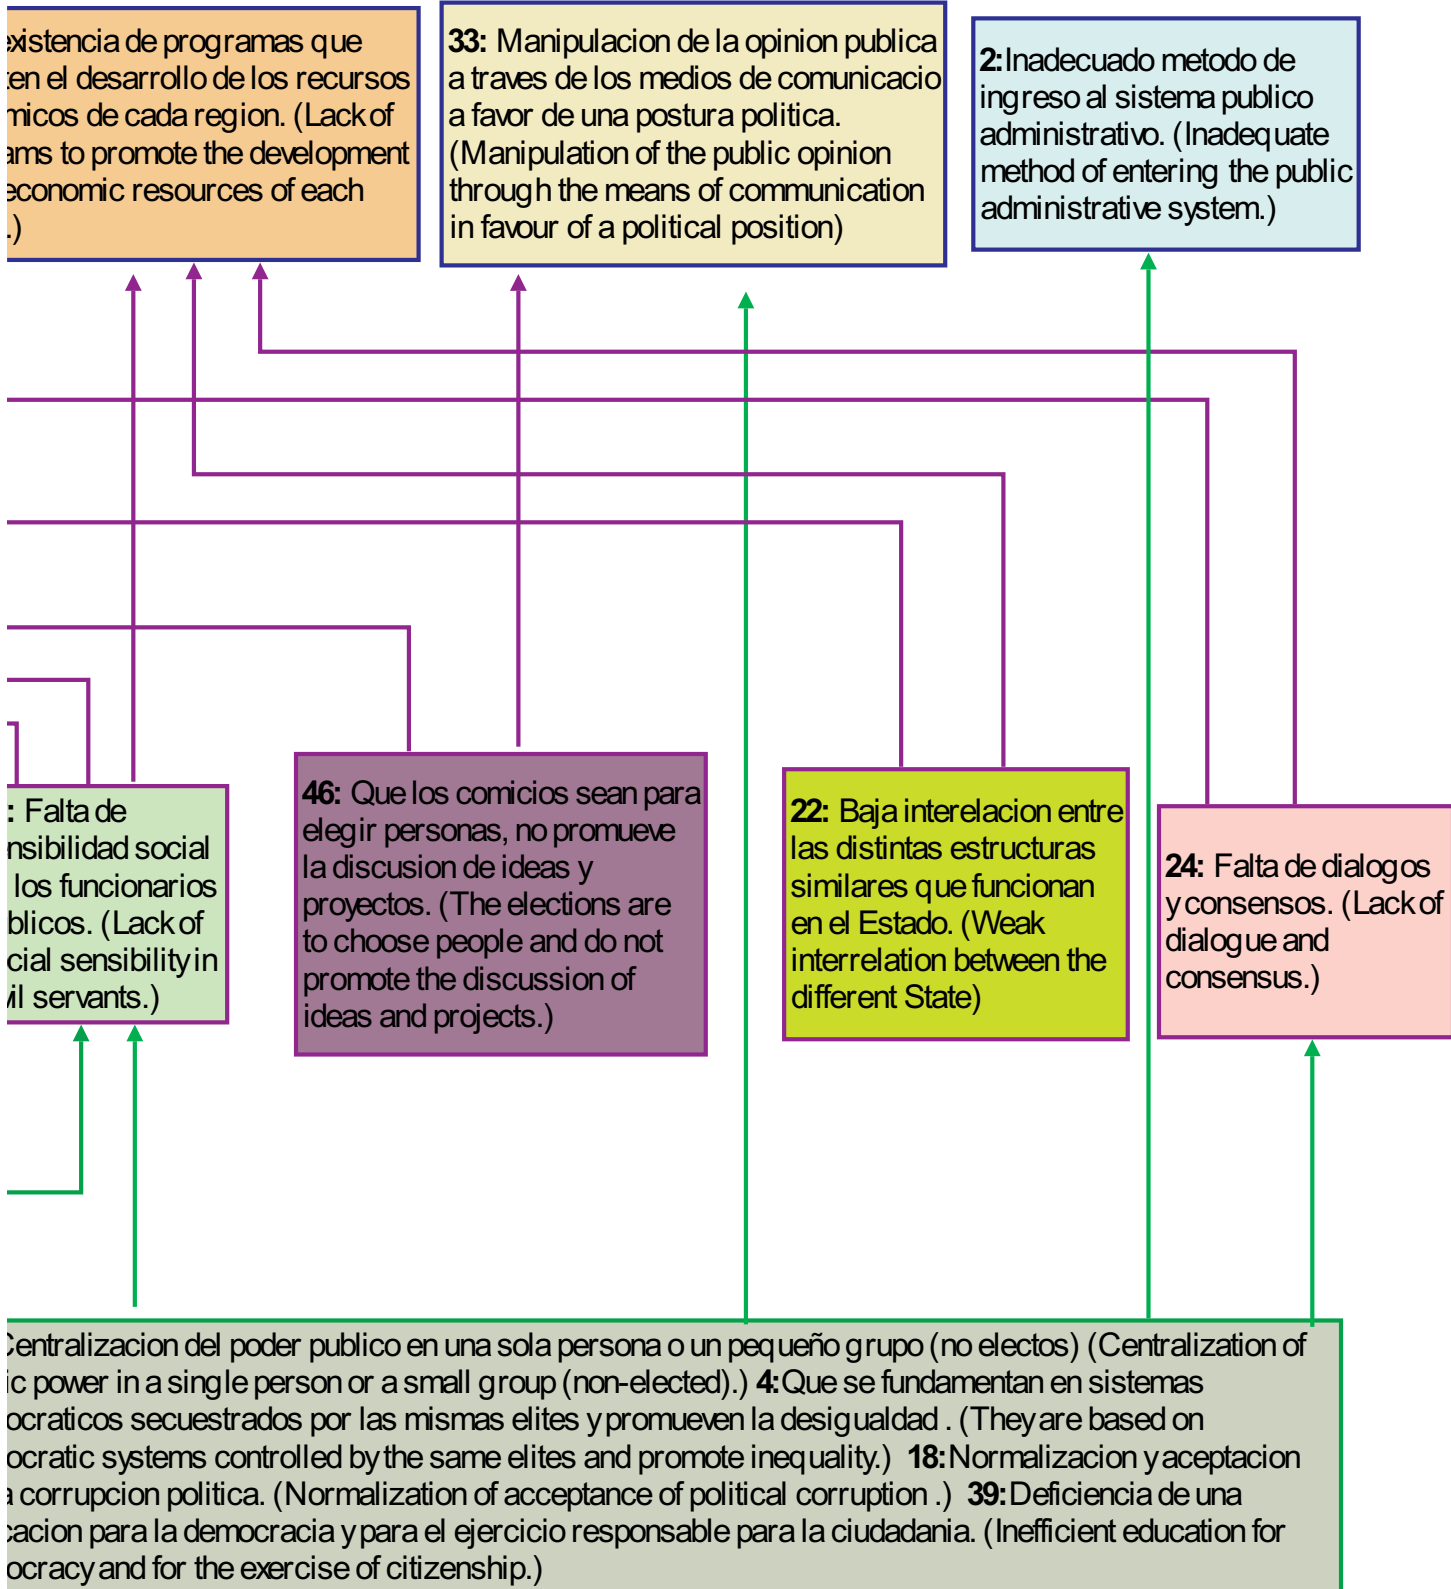 existencia de programas que
ten el desarrollo de los recursos
micos de cada region. (Lack of
ams to promote the development
economic resources of each
.)
33: Manipulacion de la opinion publica
a traves de los medios de comunicacio
a favor de una postura politica.
(Manipulation of the public opinion
through the means of communication
in favour of a political position)
2:Inadecuado metodo de
ingreso al sistema publico
administrativo. (Inadequate
method of entering the public
administrative system.)
: Falta de
nsibilidad social
los funcionarios
blicos. (Lack of
cial sensibility in
vil servants.)
46: Que los comicios sean para
elegir personas, no promueve
la discusion de ideas y
proyectos. (The elections are
to choose people and do not
promote the discussion of
ideas and projects.)
22: Baja interelacion entre
las distintas estructuras
similares que funcionan
en el Estado. (Weak
interrelation between the
different State)
24: Falta de dialogos
y consensos. (Lack of
dialogue and
consensus.)
Centralizacion del poder publico en una sola persona o un pequeño grupo (no electos) (Centralization of
ic power in a single person or a small group (non-elected).) 4:Que se fundamentan en sistemas
ocraticos secuestrados por las mismas elites y promueven la desigualdad . (They are based on
ocratic systems controlled by the same elites and promote inequality.) 18:Normalizacion y aceptacion
a corrupcion politica. (Normalization of acceptance of political corruption .) 39:Deficiencia de una
cacion para la democracia y para el ejercicio responsable para la ciudadania. (Inefficient education for
ocracy and for the exercise of citizenship.)